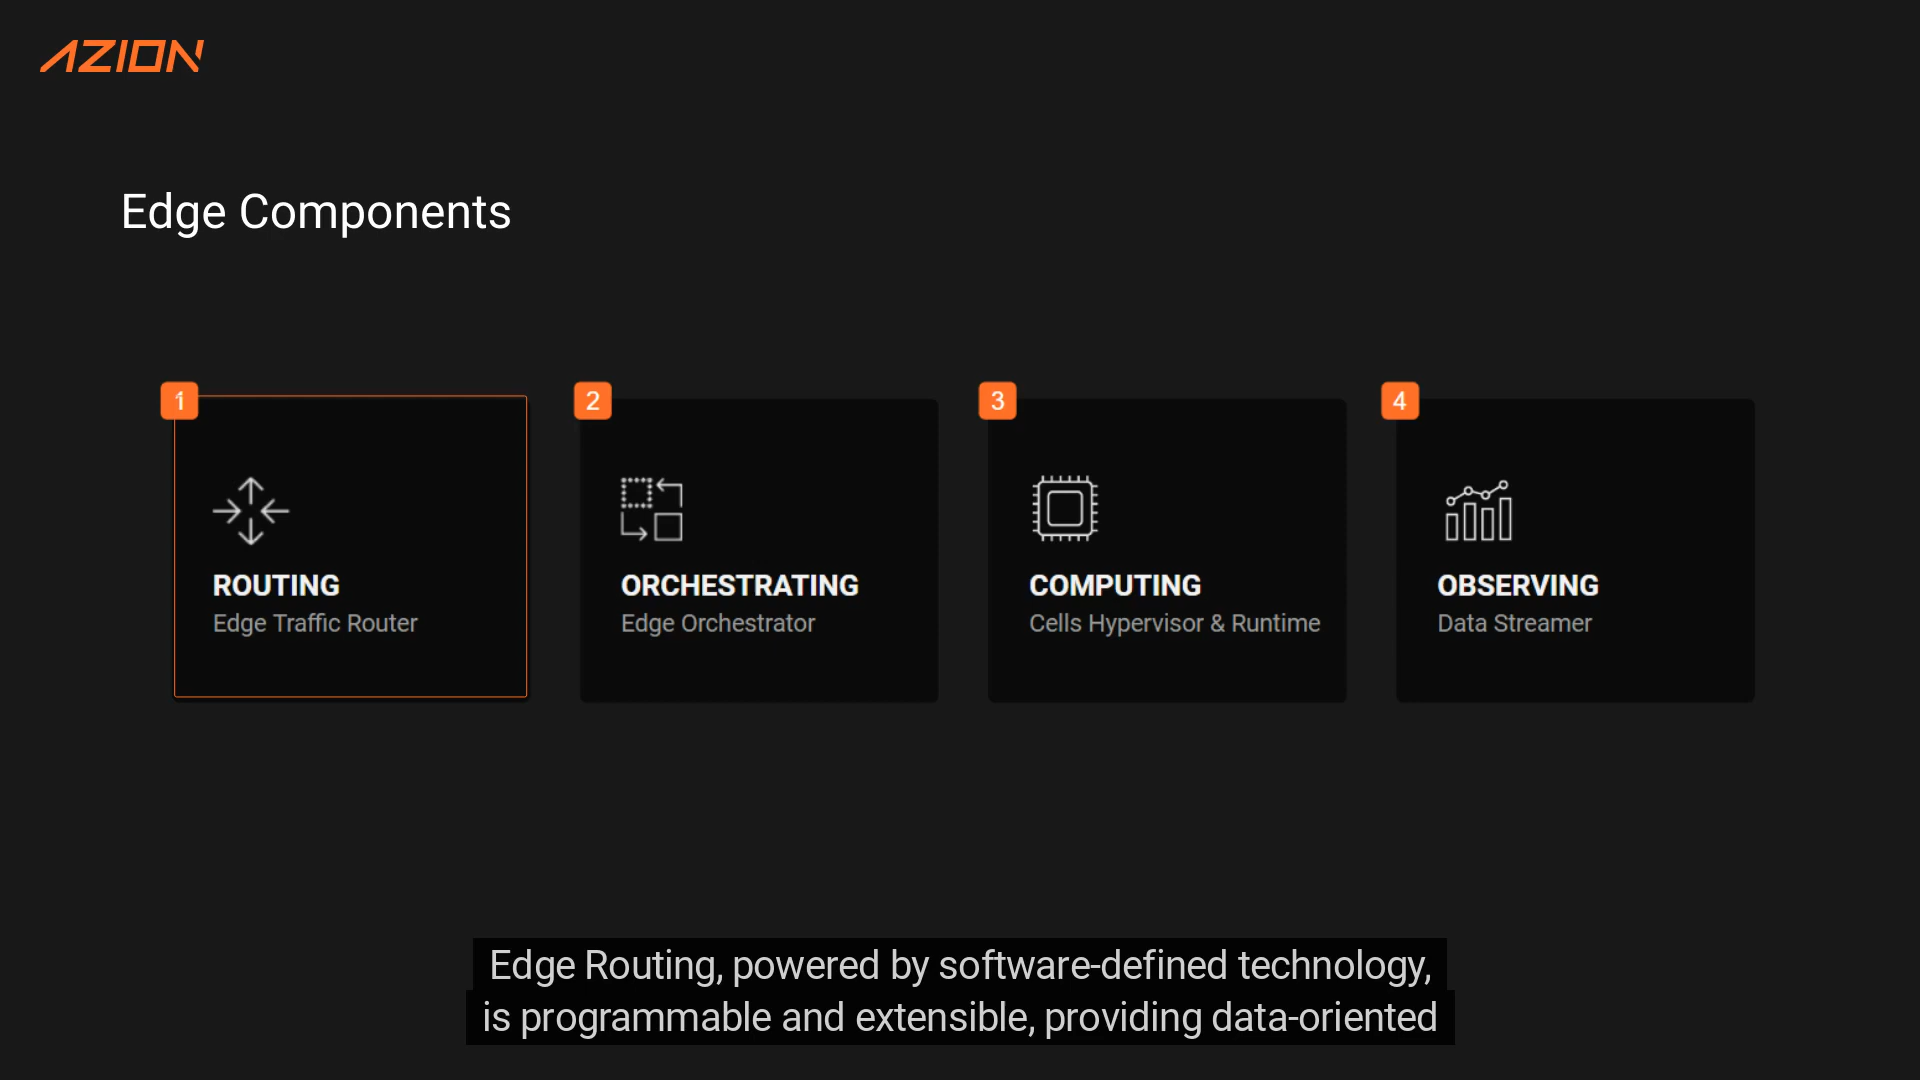 AZION
Edge Components
1
ROUTING
Edge Traffic Router
2
ORCHESTRATING
Edge Orchestrator
3
COMPUTING
Cells Hypervisor & Runtime
4
OBSERVING
Data Streamer
Edge Routing, powered by software-defined technology,
is programmable and extensible, providing data-oriented